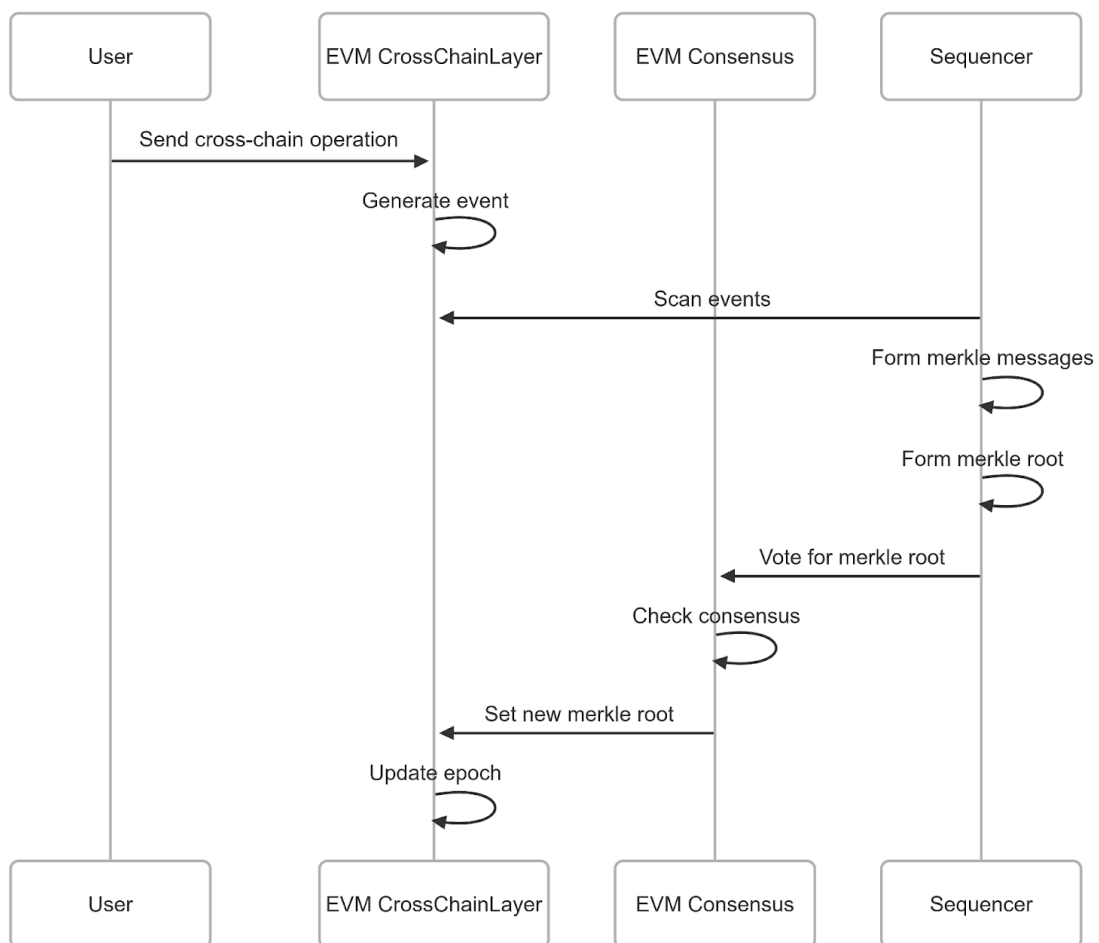 User
EVM CrossChainLayer
EVM Consensus
Sequencer
Send cross-chain operation
Generate event
Scan events
Form merkle messages
Form merkle root
Vote for merkle root
Check consensus
Set new merkle root
Update epoch
User
EVM CrossChainLayer
EVM Consensus
Sequencer